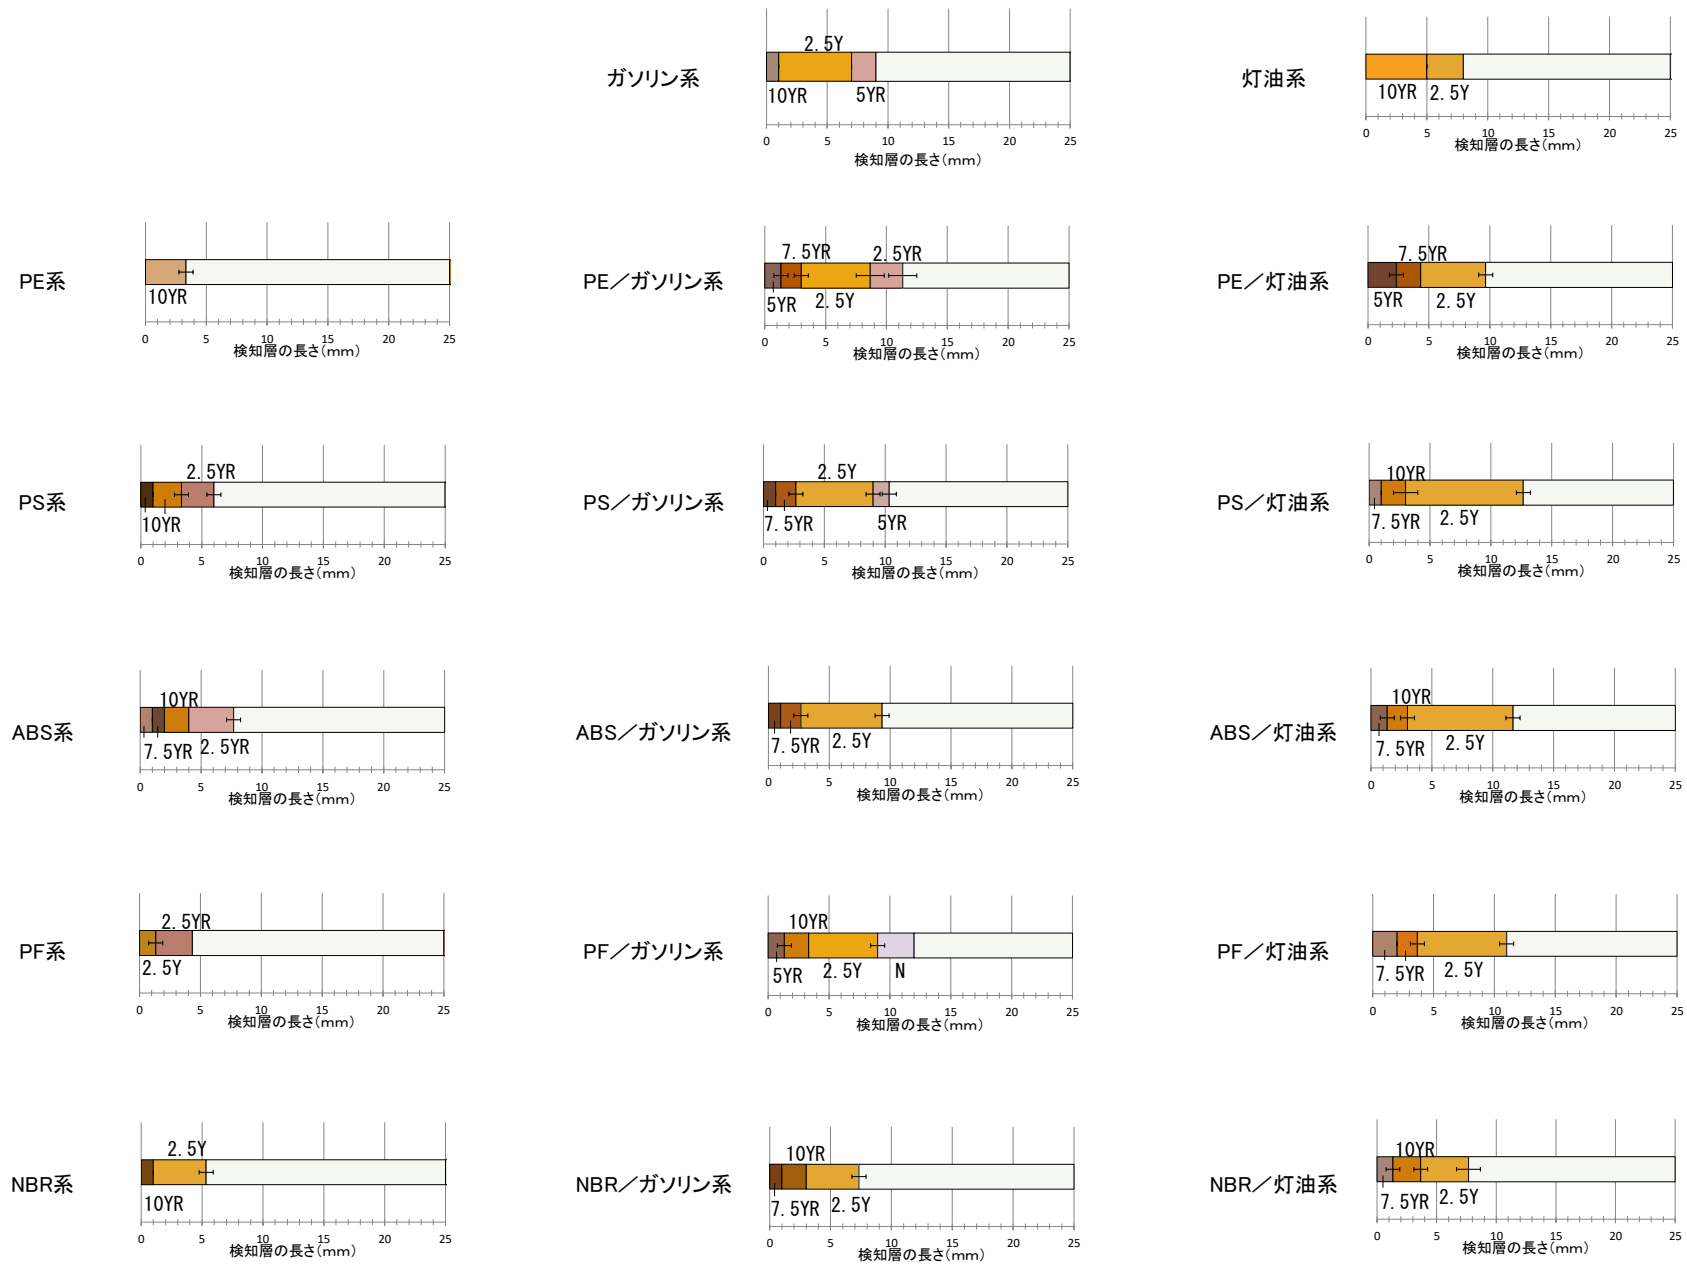 ガソリン系
2.5Y
10YR 5YR
0 5 10 15 20 25
検知層の長さ(mm)
灯油系
10YR 2.5Y
0 5 10 15 20 25
検知層の長さ(mm)
PE系
10YR
0 5 10 15 20 25
検知層の長さ(mm)
PE／ガソリン系
7.5YR 2.5YR
5YR 2.5Y
0 5 10 15 20 25
検知層の長さ(mm)
PE／灯油系
7.5YR
5YR 2.5Y
0 5 10 15 20 25
検知層の長さ(mm)
PS系
2.5YR
10YR
0 5 10 15 20 25
検知層の長さ(mm)
PS／ガソリン系
2.5Y
7.5YR 5YR
0 5 10 15 20 25
検知層の長さ(mm)
PS／灯油系
10YR
7.5YR 2.5Y
0 5 10 15 20 25
検知層の長さ(mm)
ABS系
10YR
7.5YR 2.5YR
0 5 10 15 20 25
検知層の長さ(mm)
ABS／ガソリン系
7.5YR 2.5Y
0 5 10 15 20 25
検知層の長さ(mm)
ABS／灯油系
10YR
7.5YR 2.5Y
0 5 10 15 20 25
検知層の長さ(mm)
PF系
2.5YR
2.5Y
0 5 10 15 20 25
検知層の長さ(mm)
PF／ガソリン系
10YR
5YR 2.5Y N
0 5 10 15 20 25
検知層の長さ(mm)
PF／灯油系
7.5YR 2.5Y
0 5 10 15 20 25
検知層の長さ(mm)
NBR系
2.5Y
10YR
0 5 10 15 20 25
検知層の長さ(mm)
NBR／ガソリン系
10YR
7.5YR 2.5Y
0 5 10 15 20 25
検知層の長さ(mm)
NBR／灯油系
10YR
7.5YR 2.5Y
0 5 10 15 20 25
検知層の長さ(mm)